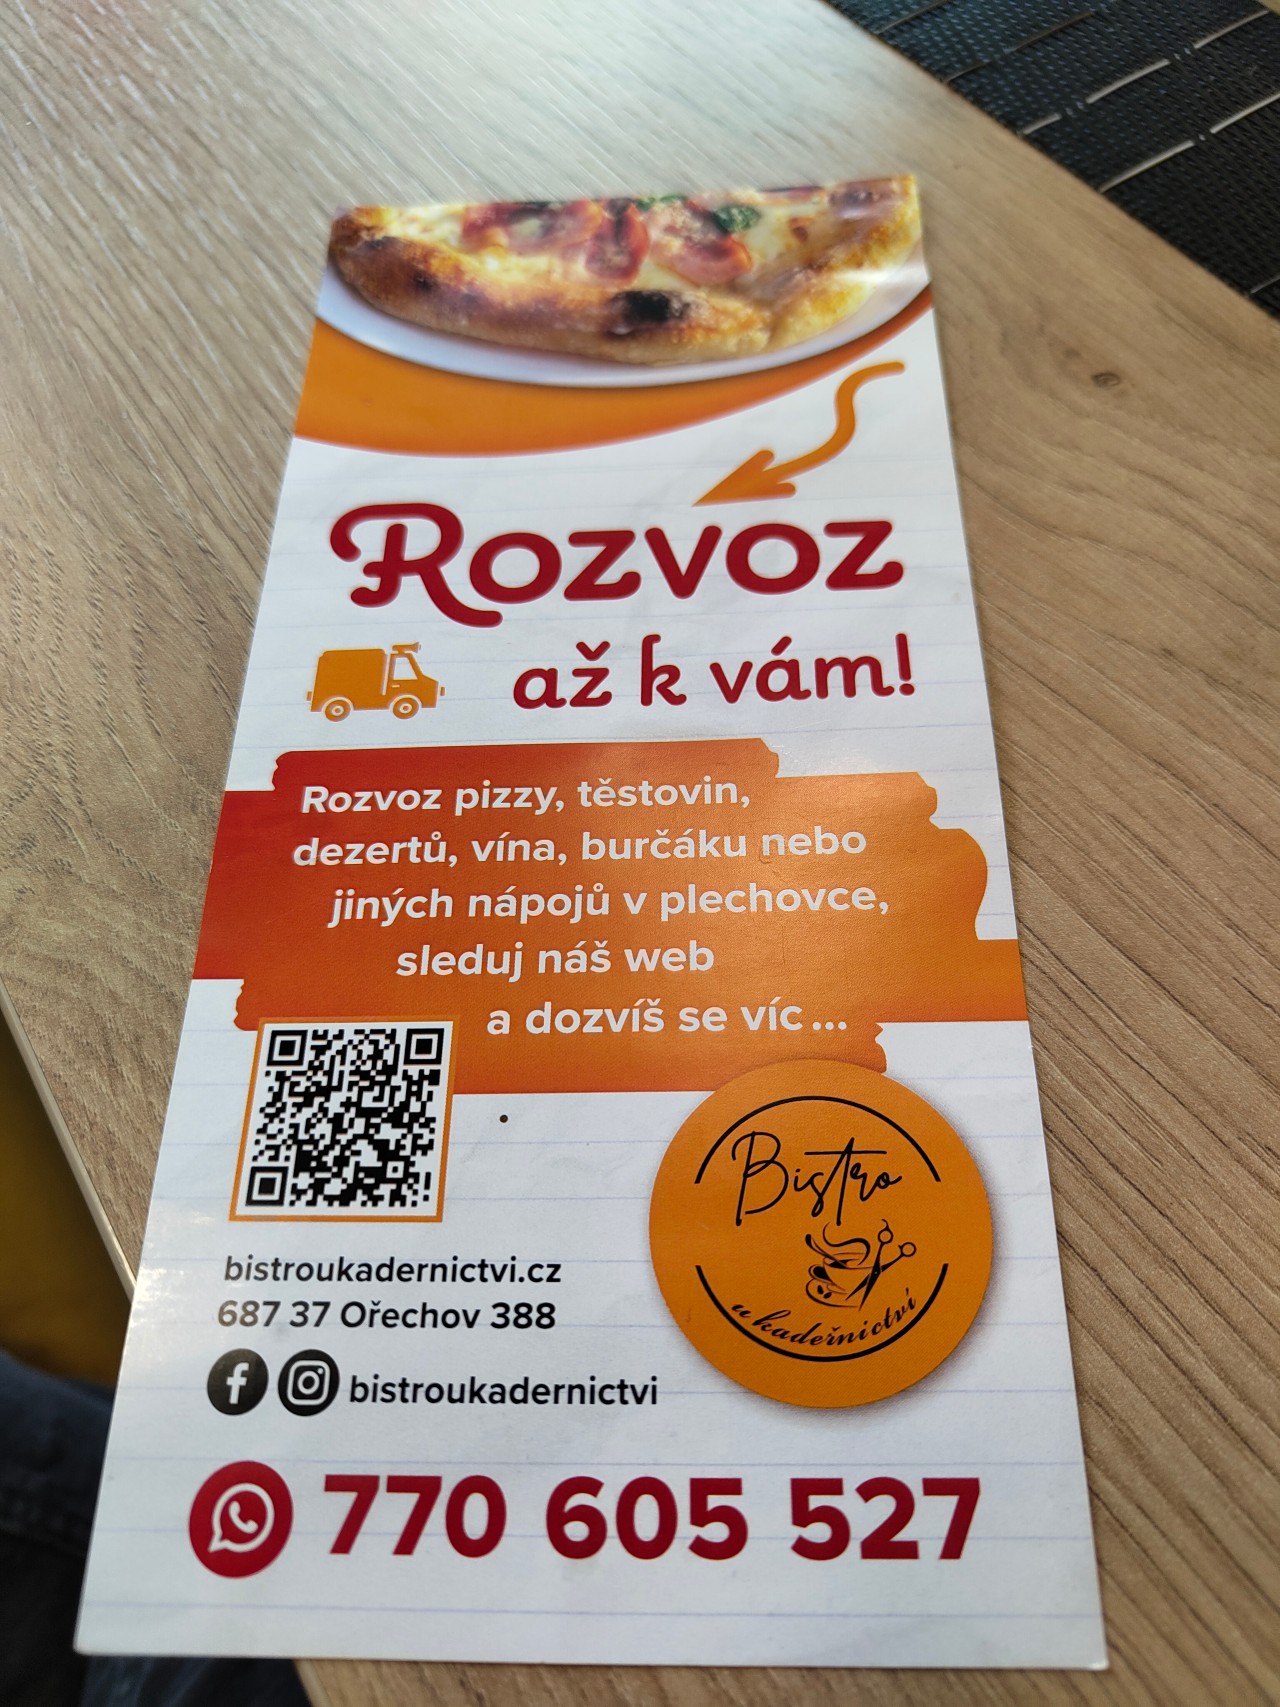 Rozvoz
až k vám!
Rozvoz pizzy, těstovin,
dezertů, vína, burčáku nebo
jiných nápojů v plechovce,
sleduj náš web
a dozvíš se víc ...
bistroukadernictvi.cz
687 37 Ořechov 388
bistroukadernictvi
770 605 527
Bistro
u kadeřnictví